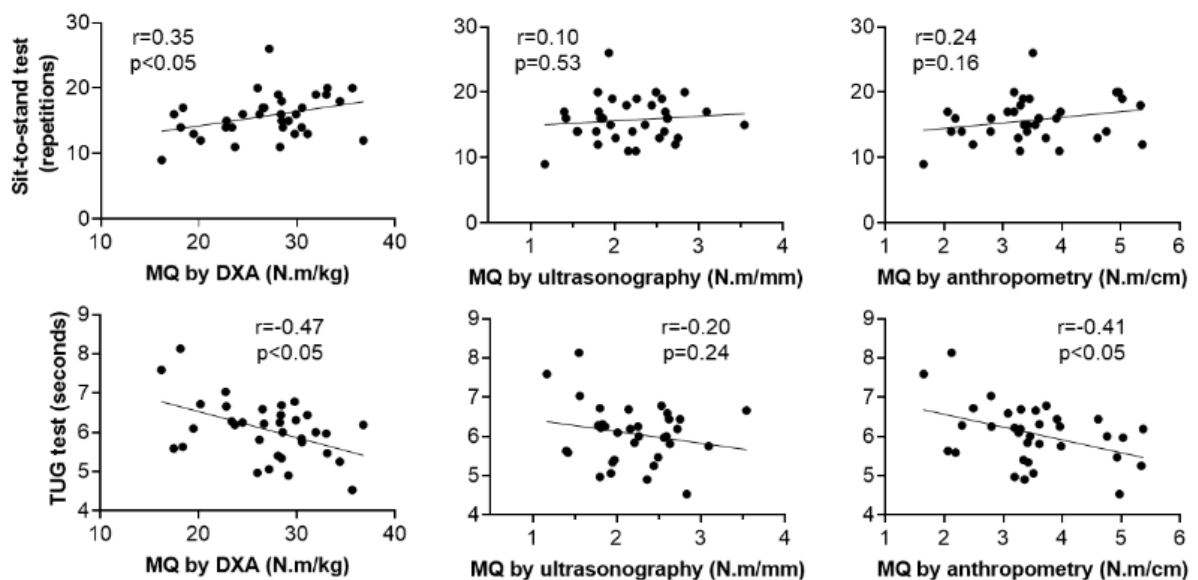 Sit-to-stand test
(repetitions)
30
20
10
0
r=0.35
p<0.05
10
20
30
40
MQ by DXA (N.m/kg)
30
20
10
0
r=0.10
p=0.53
1
2
3
4
MQ by ultrasonography (N.m/mm)
30
20
10
0
r=0.24
p=0.16
1
2
3
4
5
6
MQ by anthropometry (N.m/cm)
TUG test (seconds)
9
8
7
6
5
4
r=-0.47
p<0.05
10
20
30
40
MQ by DXA (N.m/kg)
9
8
7
6
5
4
r=-0.20
p=0.24
1
2
3
4
MQ by ultrasonography (N.m/mm)
9
8
7
6
5
4
r=-0.41
p<0.05
1
2
3
4
5
6
MQ by anthropometry (N.m/cm)